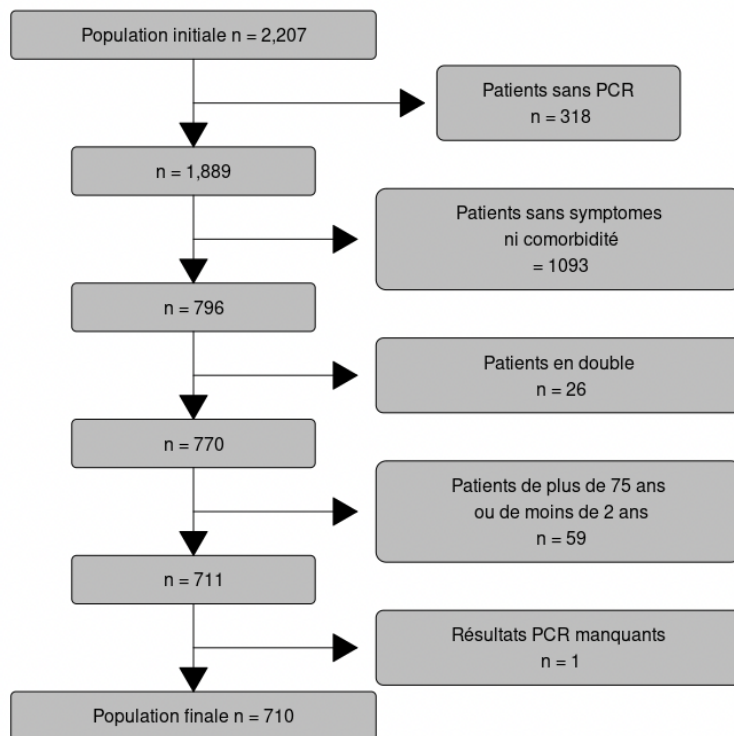 Population initiale n = 2,207
Patients sans PCR
n = 318
n = 1,889
Patients sans symptomes
ni comorbidité
= 1093
n = 796
Patients en double
n = 26
n = 770
Patients de plus de 75 ans
ou de moins de 2 ans
n = 59
n = 711
Résultats PCR manquants
n = 1
Population finale n = 710